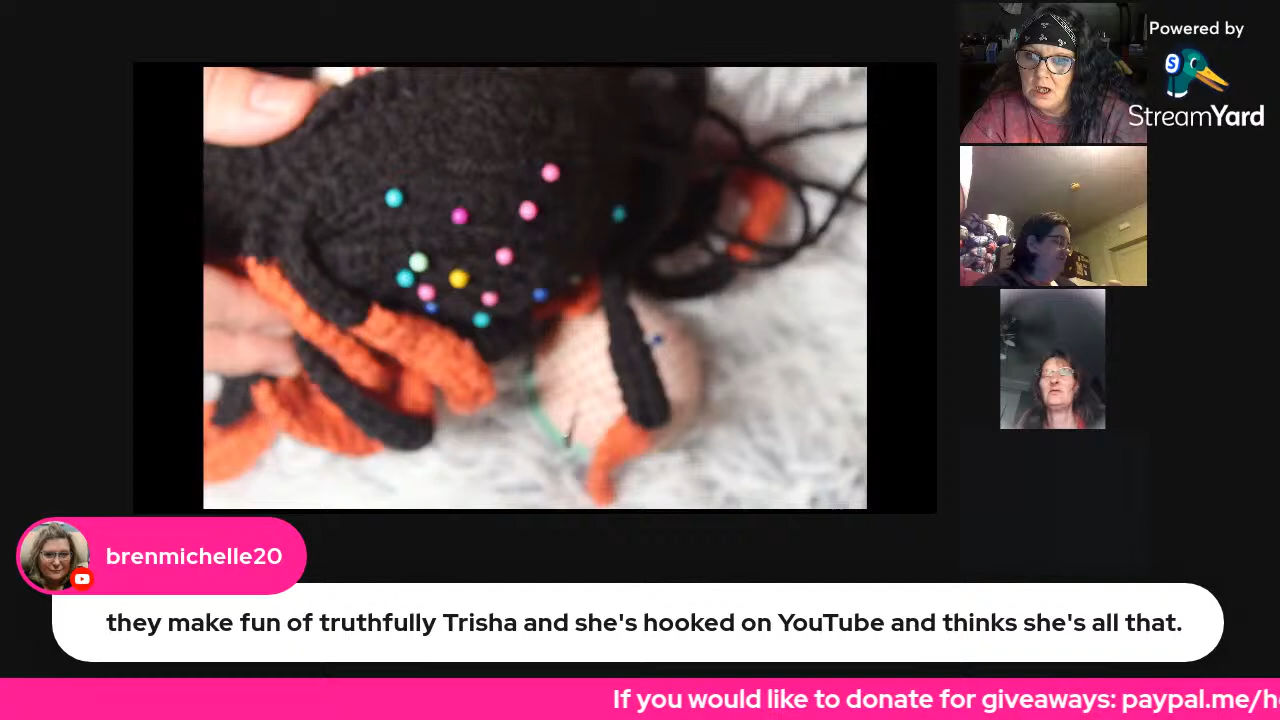 Powered by
S
StreamYard
brenmichelle20
they make fun of truthfully Trisha and she's hooked on YouTube and thinks she's all that.
If you would like to donate for giveaways: paypal.me/h